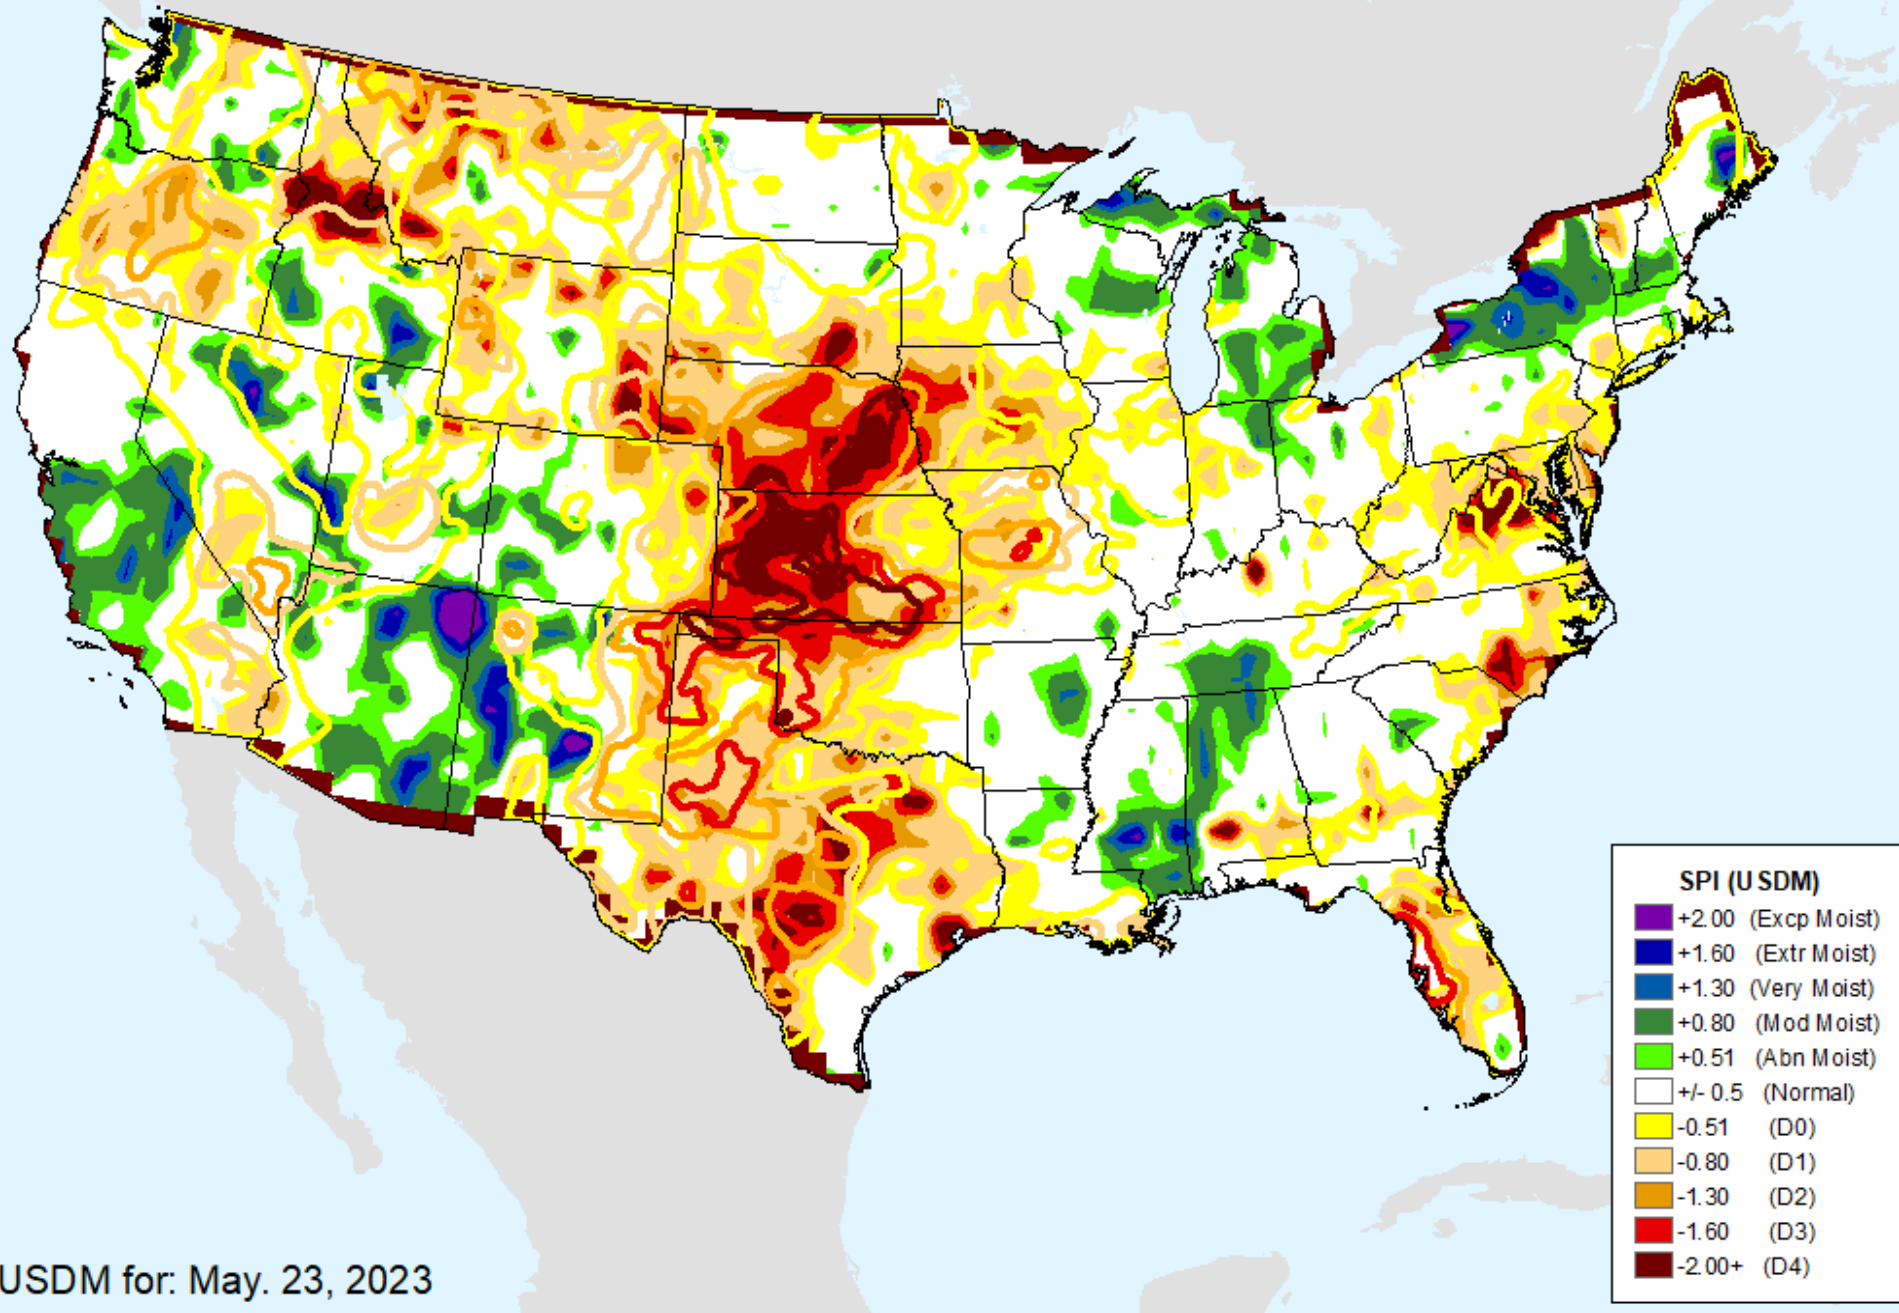 SPI (USDM)
+2.00 (Excp Moist)
+1.60 (Extr Moist)
+1.30 (Very Moist)
+0.80 (Mod Moist)
+0.51 (Abn Moist)
+/- 0.5 (Normal)
-0.51 (D0)
-0.80 (D1)
-1.30 (D2)
-1.60 (D3)
-2.00+ (D4)
USDM for: May. 23, 2023